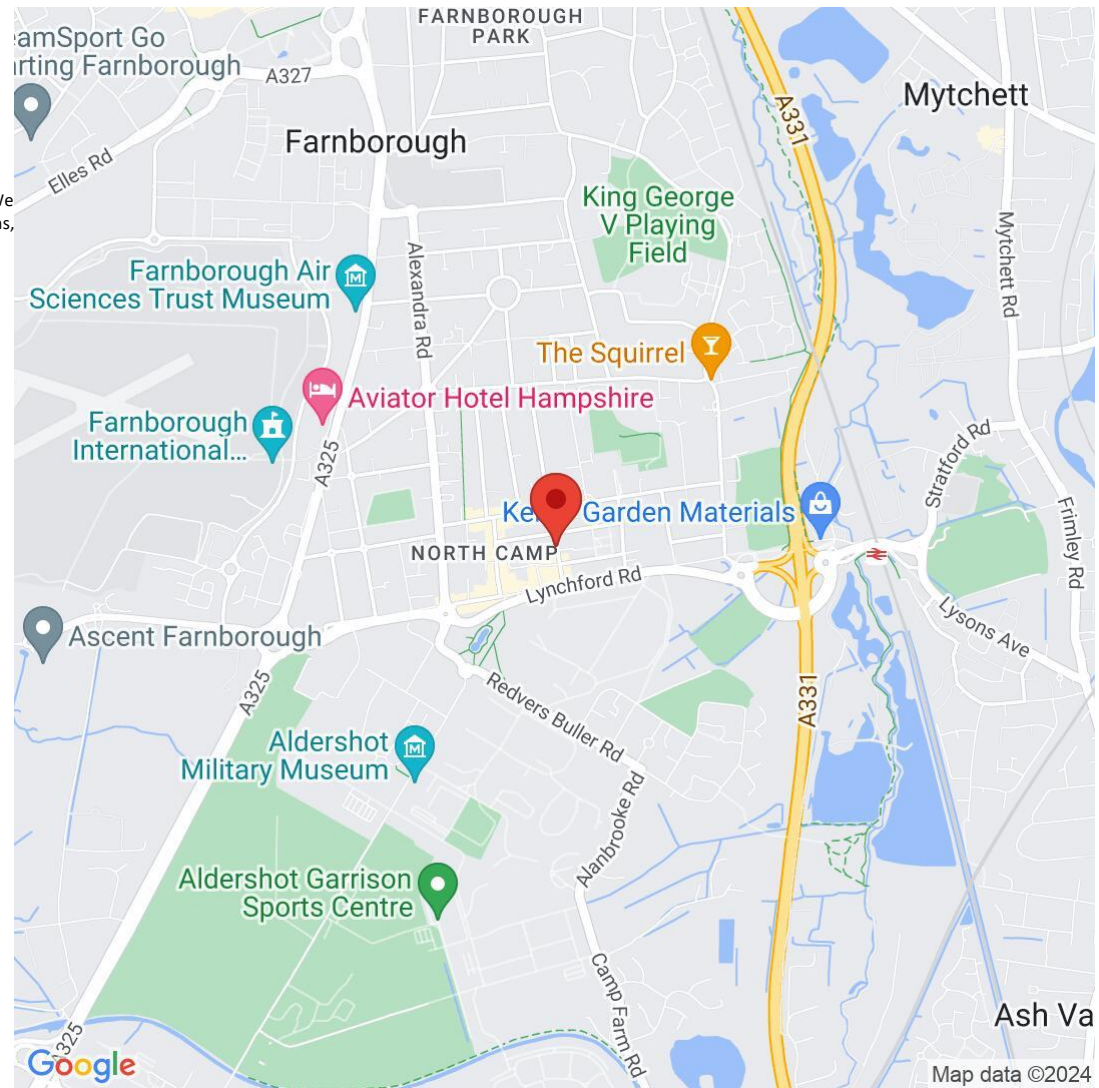 FARNBOROUGH
PARK
eamSport Go
arting Farnborough
A327
A331
Mytchett
Farnborough
Elles Rd
King George
V Playing
Field
Mytchett Rd
Alexandra Rd
Farnborough Air
Sciences Trust Museum
The Squirrel
Aviator Hotel Hampshire
Farnborough
International...
A325
Stratford Rd
Garden Materials
Frimley Rd
NORTH CAMP
Lynchford Rd
Lysons Ave
Ascent Farnborough
A325
Redvers Buller Rd
A331
Aldershot
Military Museum
Alanbrooke Rd
Aldershot Garrison
Sports Centre
Camp Farm Rd
Ash Va
A325
Google
Map data ©2024